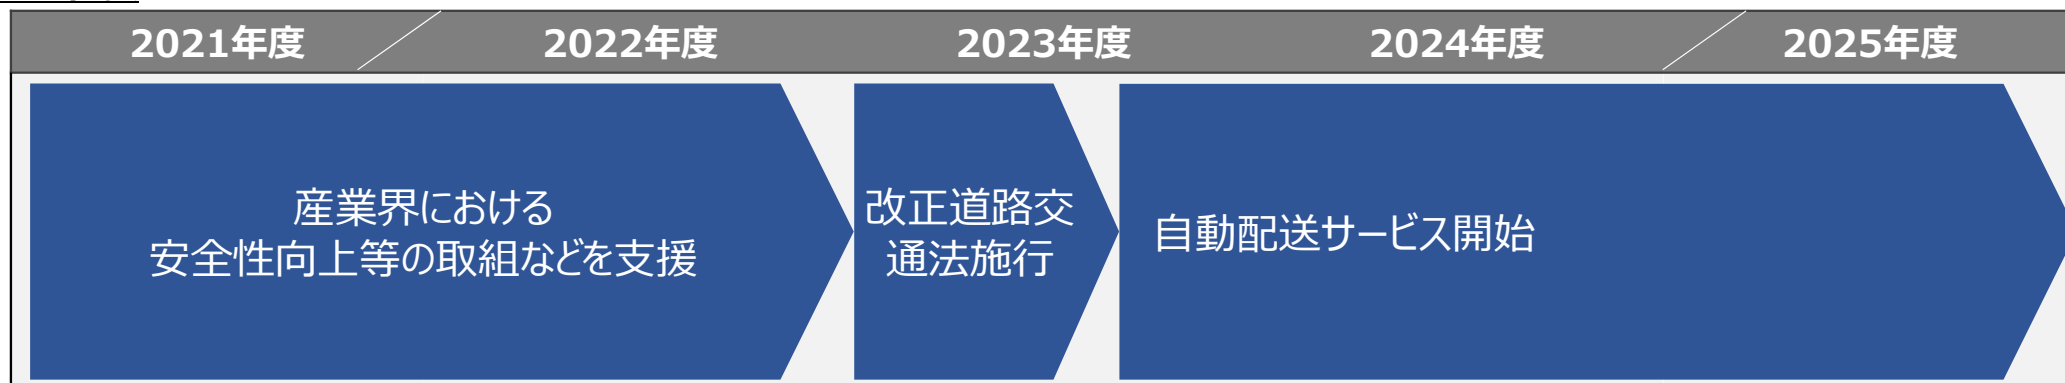 2021年度 2022年度 2023年度 2024年度 2025年度
産業界における
安全性向上等の取組などを支援
改正道路交
通法施行
自動配送サービス開始